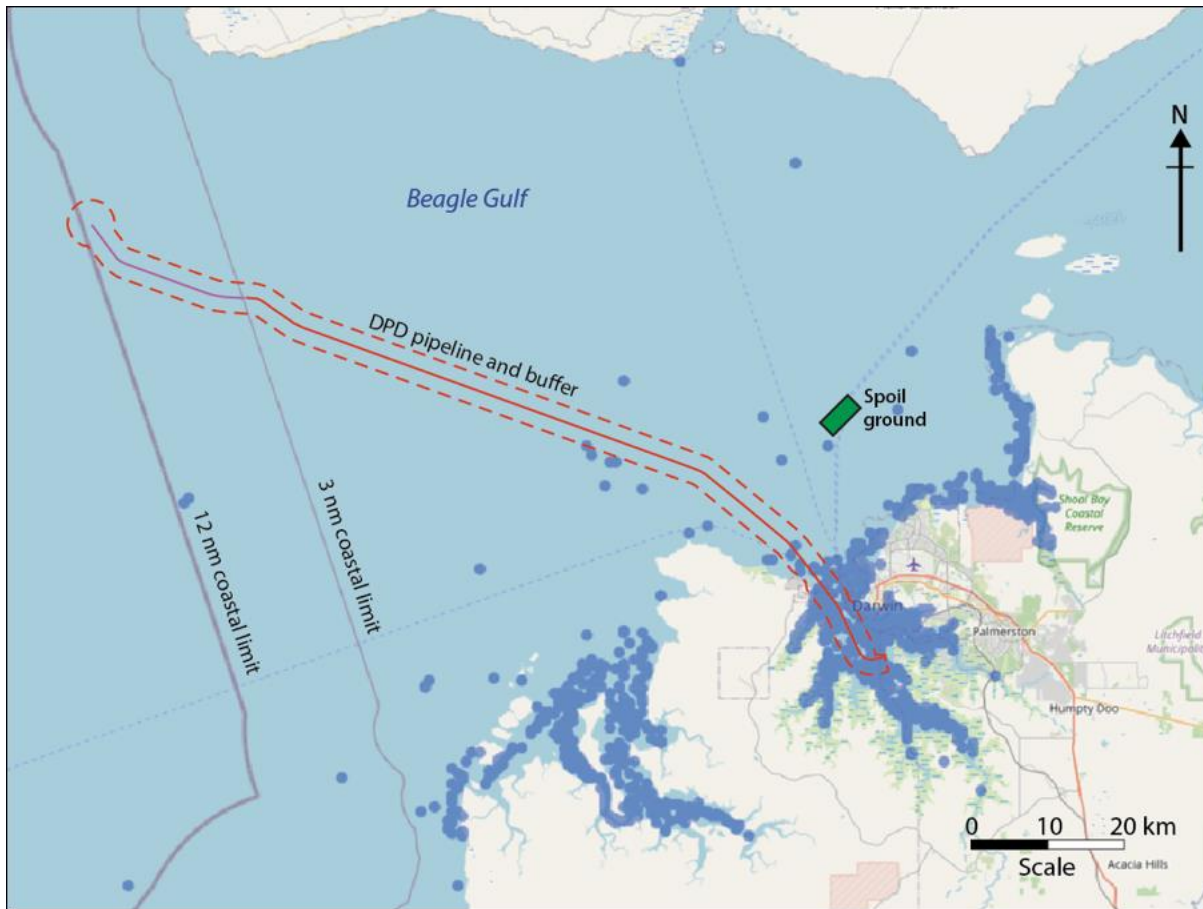 N
Beagle Gulf
DPD pipeline and buffer
Spoil
ground
12 nm coastal limit
3 nm coastal limit
Shoal Bay
Coastal
Reserve
Darwin
Palmerston
Litchfield
Humpty Doo
0 10 20 km
Scale
Acacia Hills